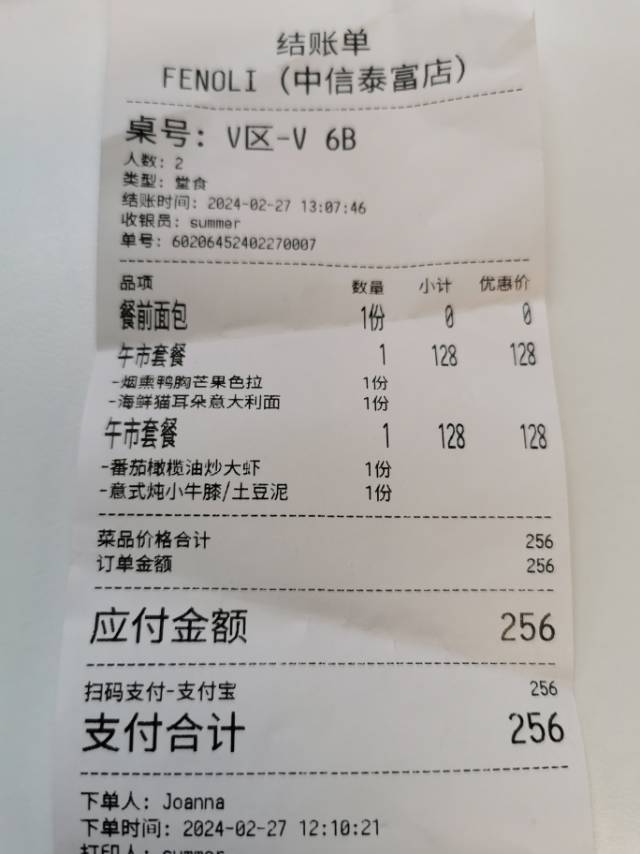 结账单
FENOLI (中信泰富店)
桌号: V区-V 6B
人数: 2
类型: 堂食
结账时间: 2024-02-27 13:07:46
收银员: summer
单号: 60206452402270007
品项 数量 小计 优惠价
餐前面包 1份 0 0
午市套餐 1 128 128
-烟熏鸭胸芒果色拉 1份
-海鲜猫耳朵意大利面 1份
午市套餐 1 128 128
-番茄橄榄油炒大虾 1份
-意式炖小牛膝/土豆泥 1份
菜品价格合计 256
订单金额 256
应付金额 256
扫码支付-支付宝 256
支付合计 256
下单人: Joanna
下单时间: 2024-02-27 12:10:21
打印人: summer